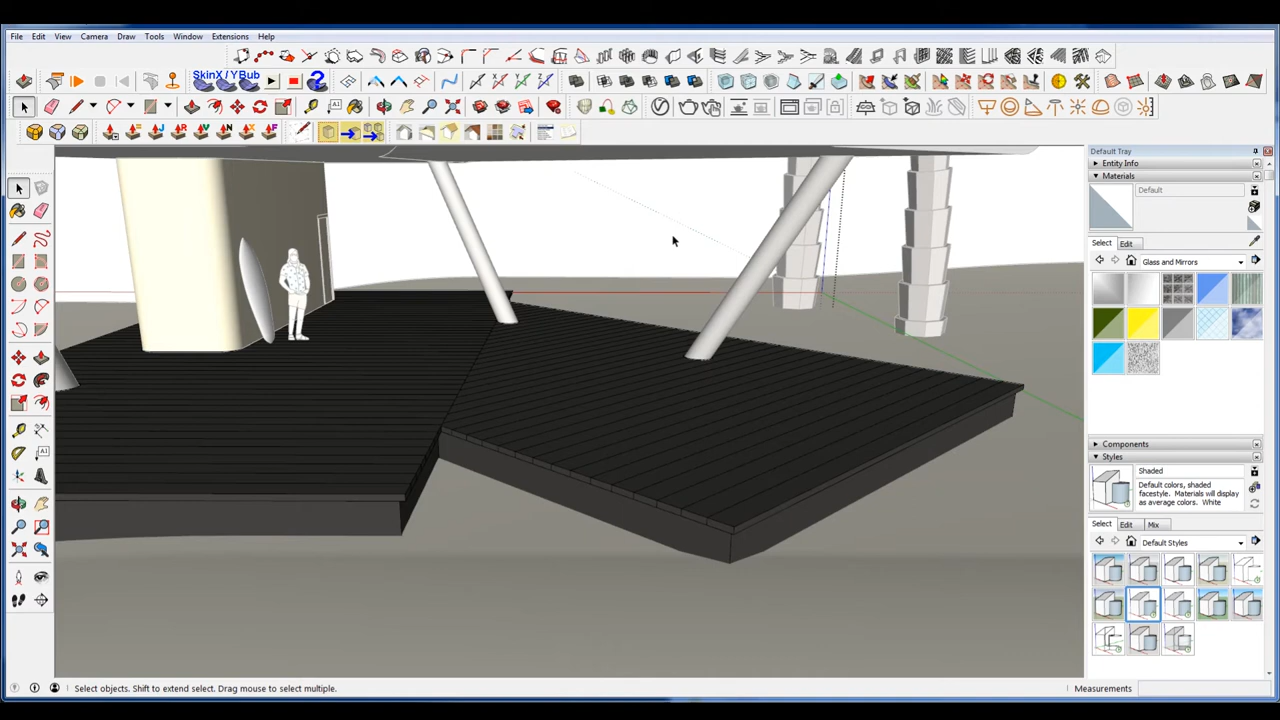 File Edit View Camera Draw Tools Window Extensions Help
SkinX / YBub
Default Tray
Entity Info
Materials
Default
Select Edit
Glass and Mirrors
Components
Styles
Shaded
Default colors, shaded
facestyle. Materials will display
as average colors. White
Select Edit Mix
Default Styles
Select objects. Shift to extend select. Drag mouse to select multiple.
Measurements